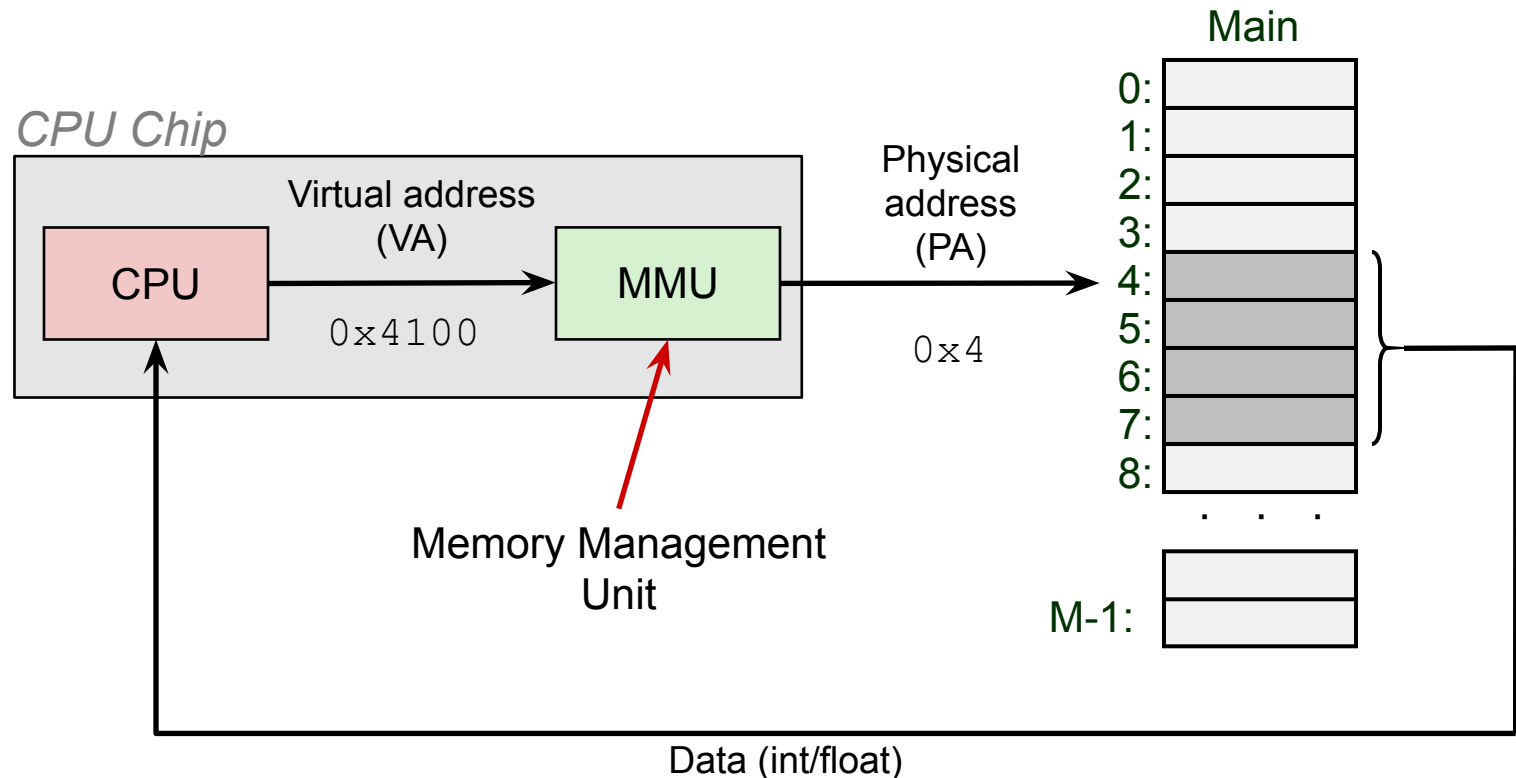 Main
CPU Chip
Virtual address
(VA)
Physical
address
(PA)
CPU
MMU
0x4100
0x4
0:
1:
2:
3:
4:
5:
6:
7:
8:
. . .
M-1:
Memory Management
Unit
Data (int/float)